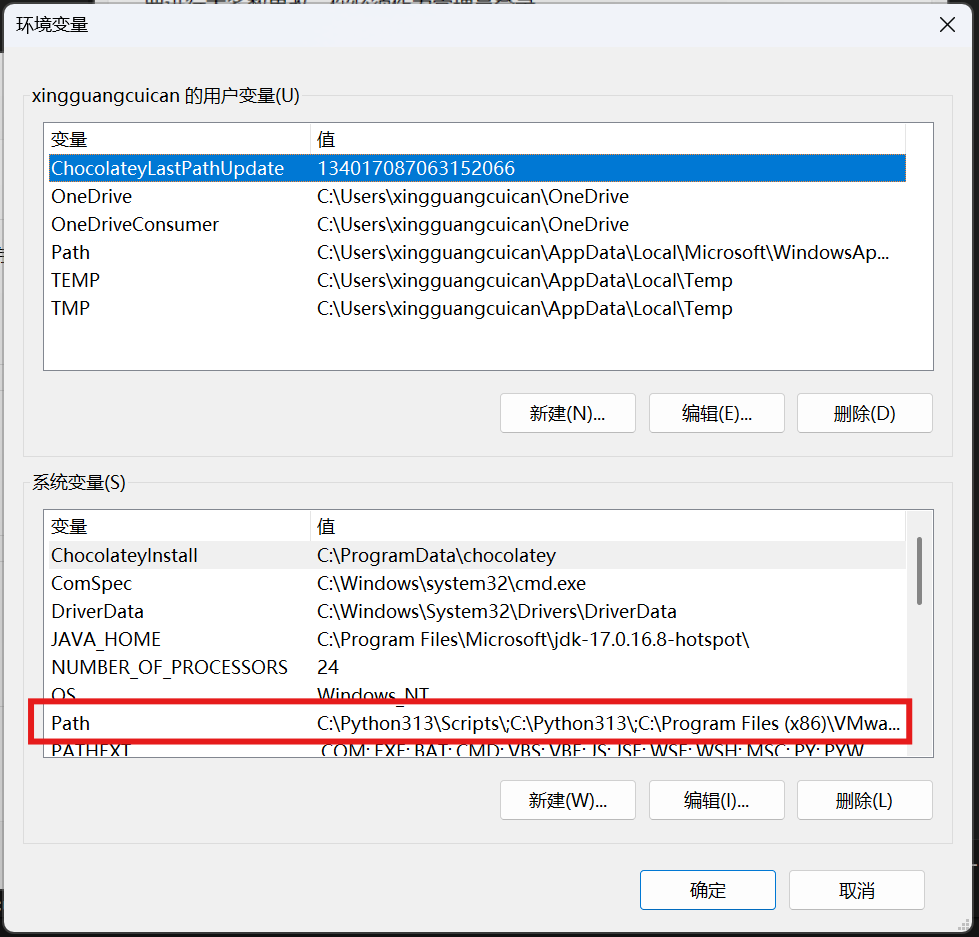 环境变量
xingguangcuican 的用户变量(U)
变量 值
ChocolateyLastPathUpdate 134017087063152066
OneDrive C:\Users\xingguangcuican\OneDrive
OneDriveConsumer C:\Users\xingguangcuican\OneDrive
Path C:\Users\xingguangcuican\AppData\Local\Microsoft\WindowsAp...
TEMP C:\Users\xingguangcuican\AppData\Local\Temp
TMP C:\Users\xingguangcuican\AppData\Local\Temp
新建(N)... 编辑(E)... 删除(D)
系统变量(S)
变量 值
ChocolateyInstall C:\ProgramData\chocolatey
ComSpec C:\Windows\system32\cmd.exe
DriverData C:\Windows\System32\Drivers\DriverData
JAVA_HOME C:\Program Files\Microsoft\jdk-17.0.16.8-hotspot\
NUMBER_OF_PROCESSORS 24
OS Windows_NT
Path C:\Python313\Scripts\;C:\Python313\;C:\Program Files (x86)\VMwa...
PATHEXT .COM;.EXE;.BAT;.CMD;.VBS;.VBE;.JS;.JSE;.WSF;.WSH;.MSC;.PY;.PYW
新建(W)... 编辑(I)... 删除(L)
确定 取消